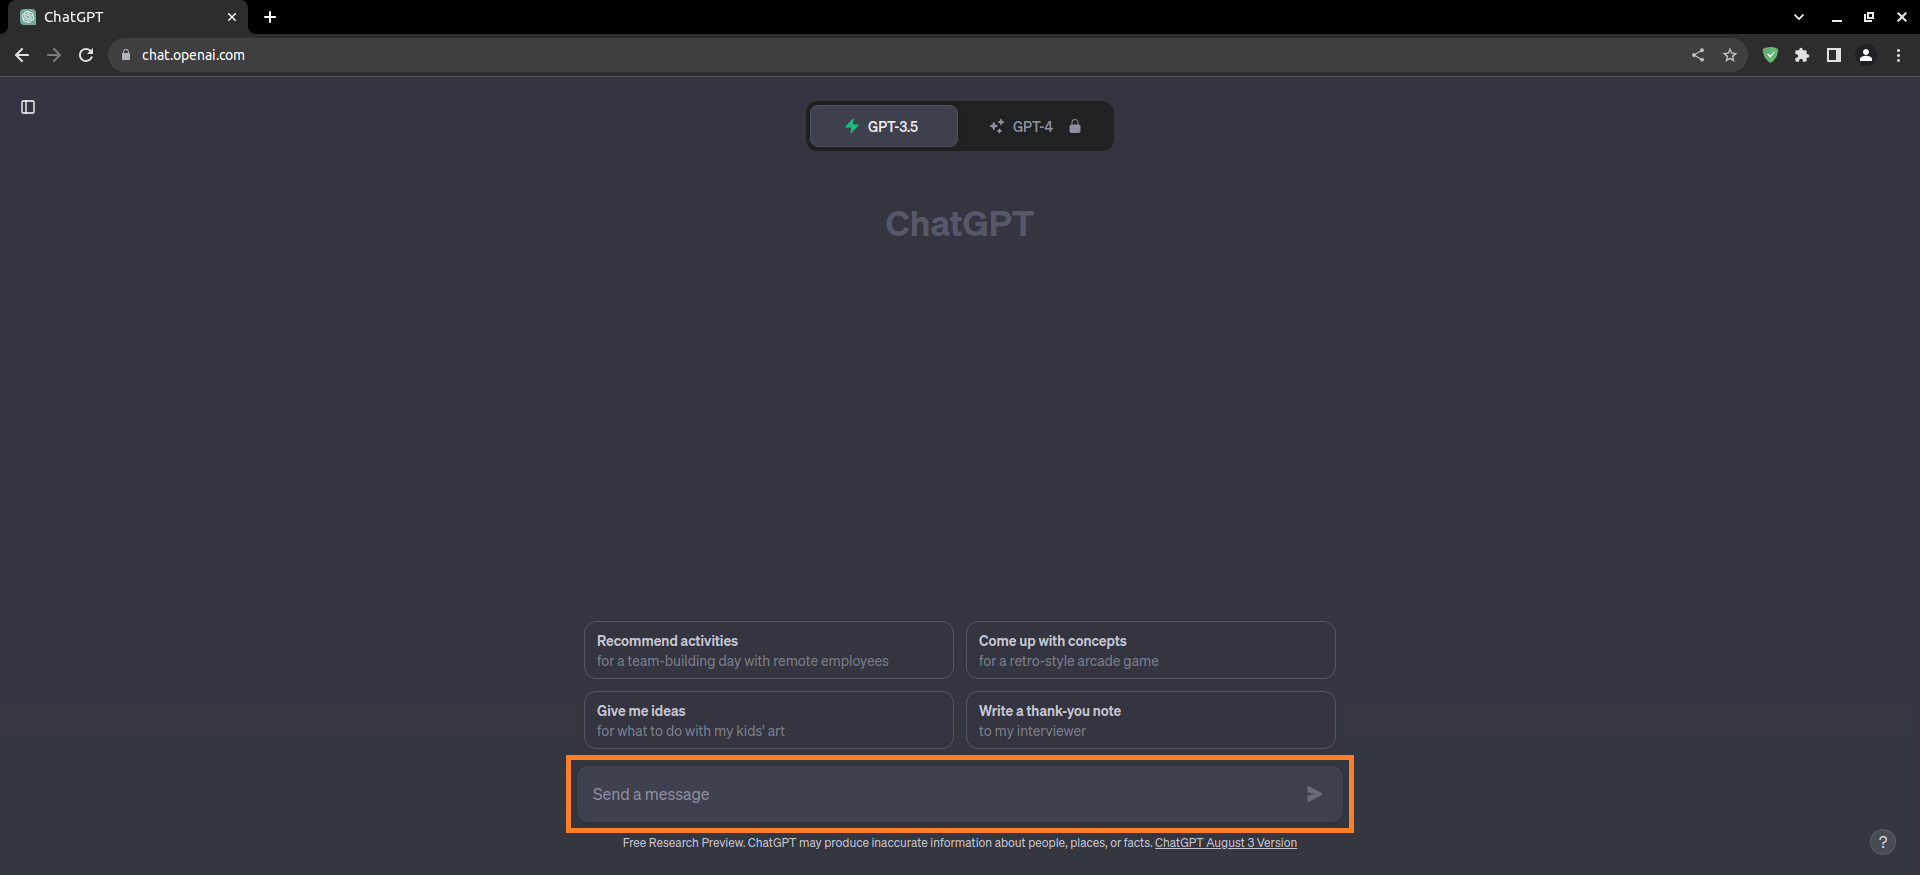 ChatGPT
chat.openai.com
GPT-3.5
GPT-4
ChatGPT
Recommend activities
for a team-building day with remote employees
Come up with concepts
for a retro-style arcade game
Give me ideas
for what to do with my kids' art
Write a thank-you note
to my interviewer
Send a message
Free Research Preview. ChatGPT may produce inaccurate information about people, places, or facts. ChatGPT August 3 Version
?